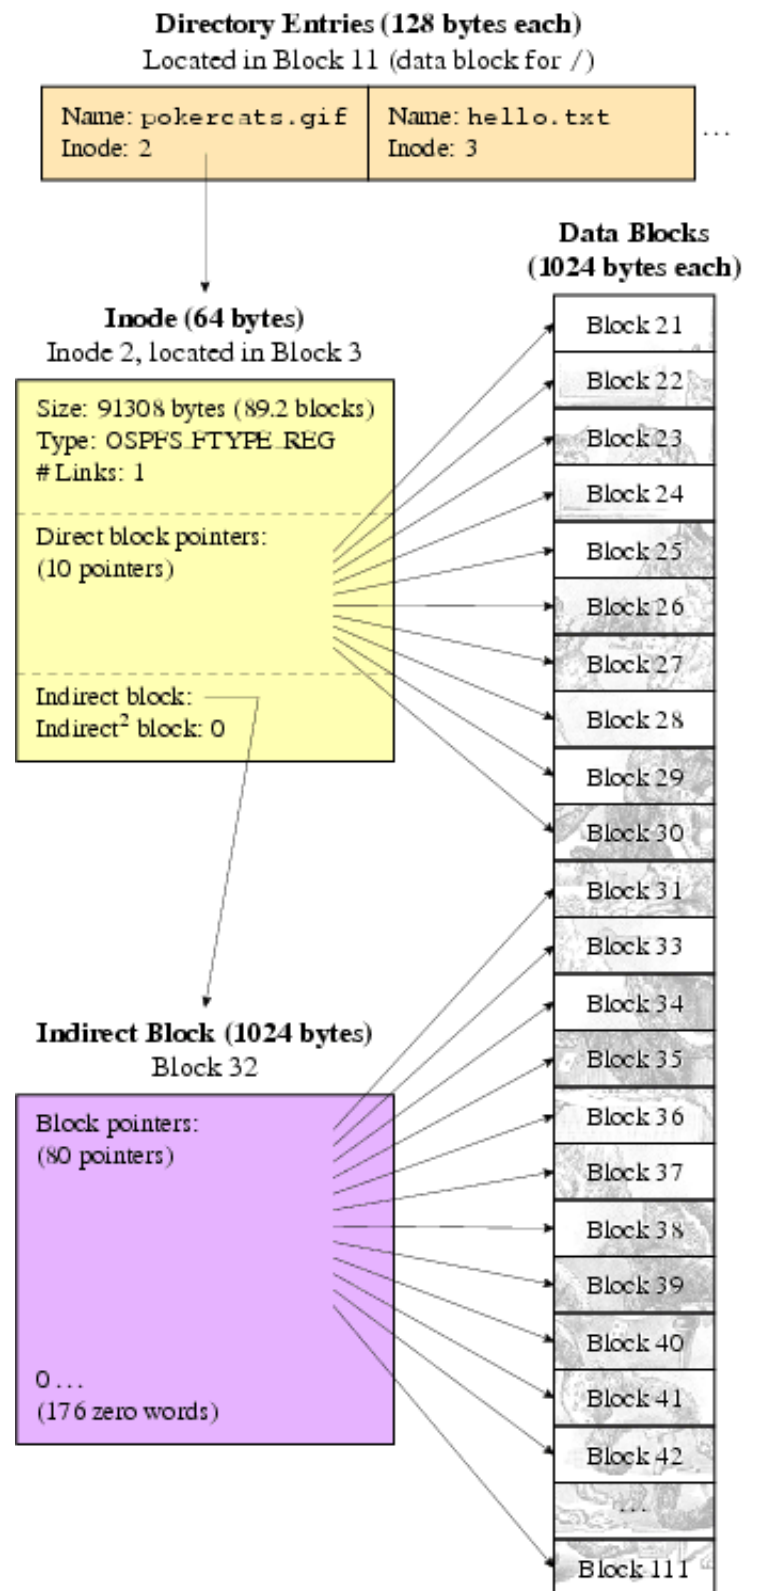 Directory Entries (128 bytes each)
Located in Block 11 (data block for /)
Name: pokercats.gif
Inode: 2
Name: hello.txt
Inode: 3
...
Data Blocks
(1024 bytes each)
Inode (64 bytes)
Inode 2, located in Block 3
Size: 91308 bytes (89.2 blocks)
Type: OSPFS_FTYPE_REG
# Links: 1
Direct block pointers:
(10 pointers)
Indirect block:
Indirect² block: 0
Block 21
Block 22
Block 23
Block 24
Block 25
Block 26
Block 27
Block 28
Block 29
Block 30
Block 31
Block 33
Block 34
Block 35
Block 36
Block 37
Block 38
Block 39
Block 40
Block 41
Block 42
...
Block 111
Indirect Block (1024 bytes)
Block 32
Block pointers:
(80 pointers)
0 ...
(176 zero words)